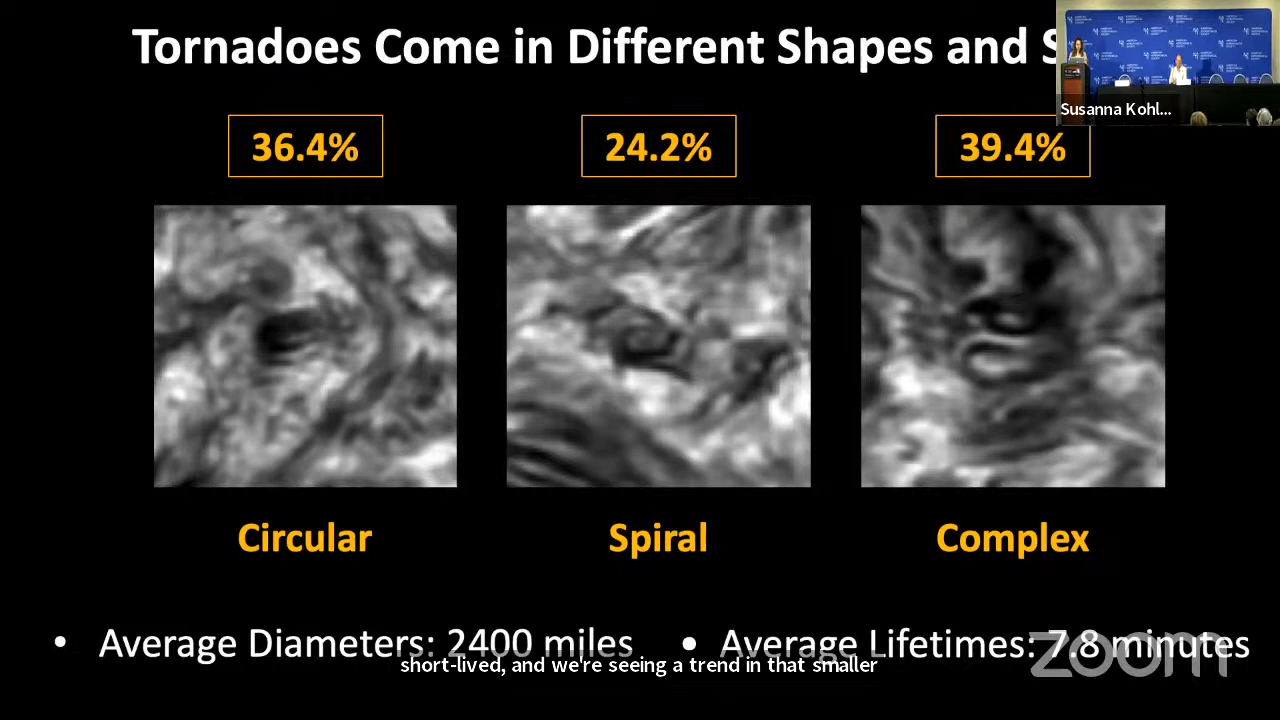 Tornadoes Come in Different Shapes and S
Susanna Kohl...
36.4%
24.2%
39.4%
Circular
Spiral
Complex
• Average Diameters: 2400 miles
• Average Lifetimes: 7.8 minutes
short-lived, and we're seeing a trend in that smaller
zoom